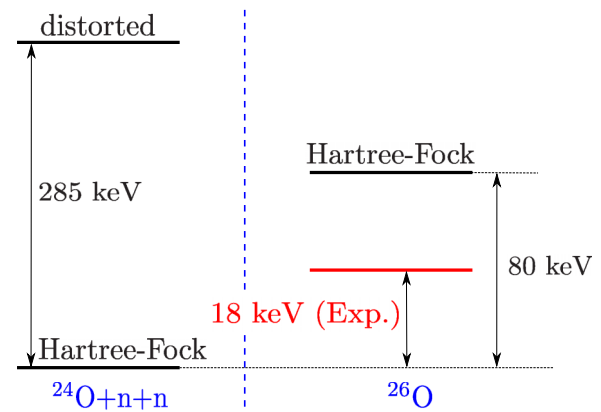 distorted
Hartree-Fock
285 keV
80 keV
18 keV (Exp.)
Hartree-Fock
²⁴O+n+n
²⁶O